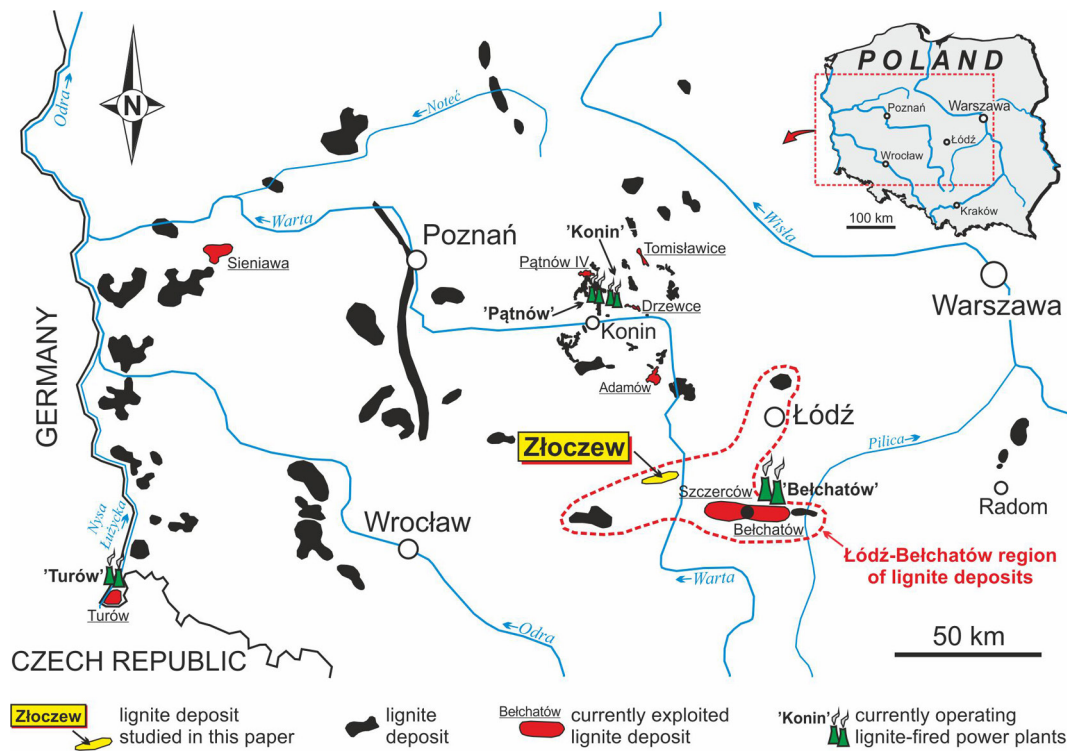 POLAND
Poznań
Warszawa
Łódź
Wrocław
Kraków
100 km
N
Odra
Noteć
Warta
Wisła
Sieniawa
Poznań
'Konin'
Tomisławice
Pątnów IV
'Pątnów'
Drzewce
Konin
Adamów
Warszawa
GERMANY
Łódź
Złoczew
Pilica
Szczerców
'Bełchatów'
Bełchatów
Radom
Wrocław
Nysa
Łużycka
'Turów'
Turów
Łódź-Bełchatów region
of lignite deposits
Warta
Odra
50 km
CZECH REPUBLIC
Złoczew
lignite deposit
studied in this paper
lignite
deposit
Bełchatów
currently exploited
lignite deposit
'Konin'
currently operating
lignite-fired power plants